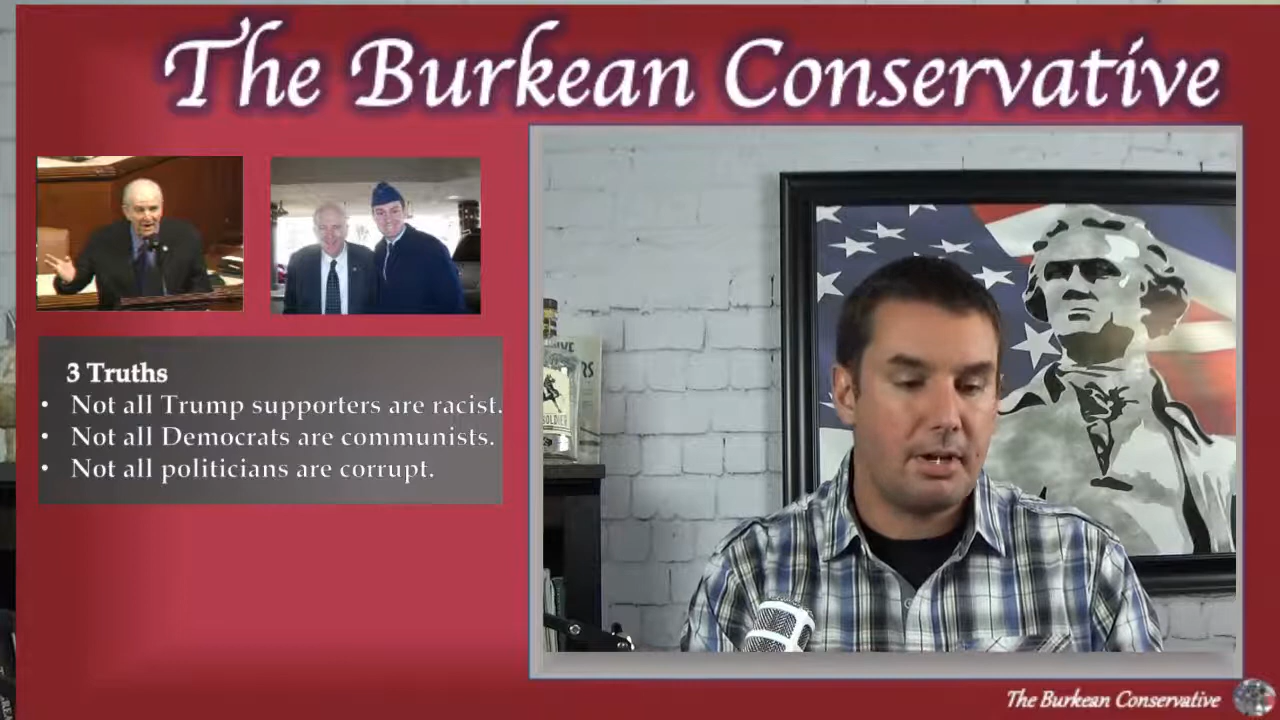 The Burkean Conservative
3 Truths
• Not all Trump supporters are racist.
• Not all Democrats are communists.
• Not all politicians are corrupt.
The Burkean Conservative